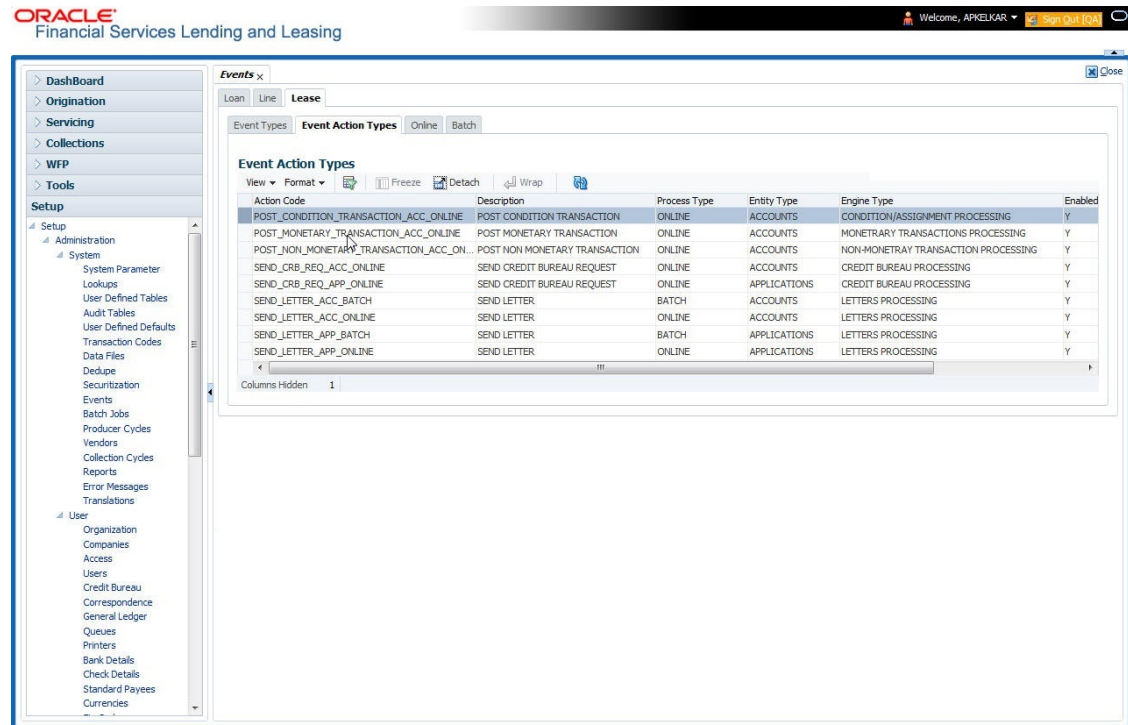 ORACLE
Financial Services Lending and Leasing
Welcome, APKELKAR
Sign Out [QA]
Close
DashBoard
Origination
Servicing
Collections
WFP
Tools
Setup
Setup
Administration
System
System Parameter
Lookups
User Defined Tables
Audit Tables
User Defined Defaults
Transaction Codes
Data Files
Dedupe
Securitization
Events
Batch Jobs
Producer Cycles
Vendors
Collection Cycles
Reports
Error Messages
Translations
User
Organization
Companies
Access
Users
Credit Bureau
Correspondence
General Ledger
Queues
Printers
Bank Details
Check Details
Standard Payees
Currencies
Events
Loan Line Lease
Event Types Event Action Types Online Batch
Event Action Types
View Format Freeze Detach Wrap
Action Code Description Process Type Entity Type Engine Type Enabled
POST_CONDITION_TRANSACTION_ACC_ONLINE POST CONDITION TRANSACTION ONLINE ACCOUNTS CONDITION/ASSIGNMENT PROCESSING Y
POST_MONETARY_TRANSACTION_ACC_ONLINE POST MONETARY TRANSACTION ONLINE ACCOUNTS MONETRARY TRANSACTIONS PROCESSING Y
POST_NON_MONETARY_TRANSACTION_ACC_ON... POST NON MONETARY TRANSACTION ONLINE ACCOUNTS NON-MONETRAY TRANSACTION PROCESSING Y
SEND_CRB_REQ_ACC_ONLINE SEND CREDIT BUREAU REQUEST ONLINE ACCOUNTS CREDIT BUREAU PROCESSING Y
SEND_CRB_REQ_APP_ONLINE SEND CREDIT BUREAU REQUEST ONLINE APPLICATIONS CREDIT BUREAU PROCESSING Y
SEND_LETTER_ACC_BATCH SEND LETTER BATCH ACCOUNTS LETTERS PROCESSING Y
SEND_LETTER_ACC_ONLINE SEND LETTER ONLINE ACCOUNTS LETTERS PROCESSING Y
SEND_LETTER_APP_BATCH SEND LETTER BATCH APPLICATIONS LETTERS PROCESSING Y
SEND_LETTER_APP_ONLINE SEND LETTER ONLINE APPLICATIONS LETTERS PROCESSING Y
Columns Hidden 1